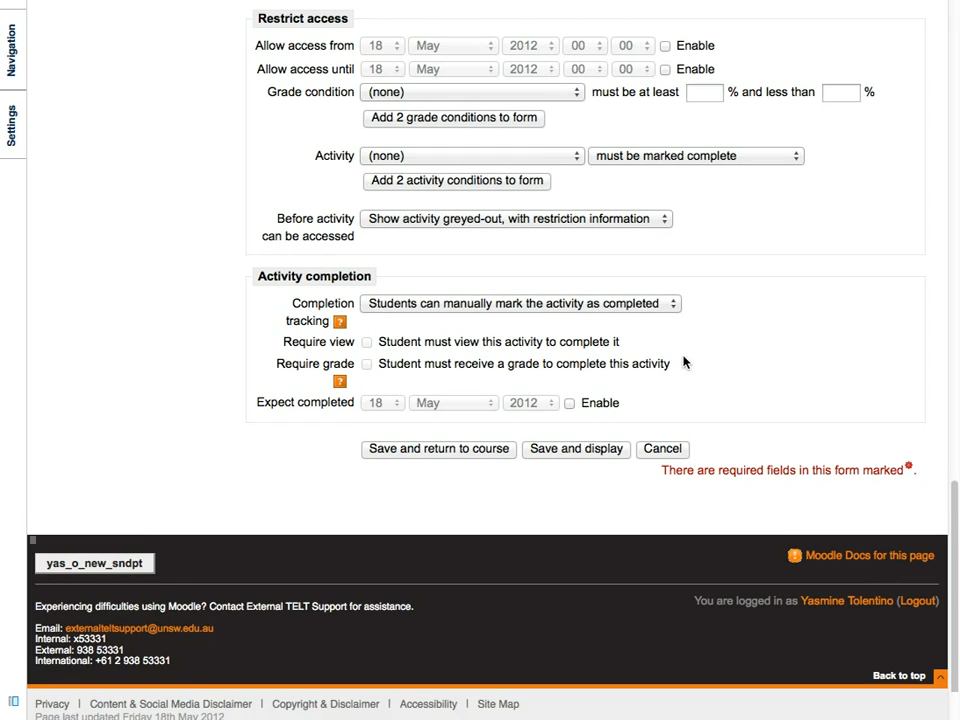 Navigation
Settings
Restrict access
Allow access from 18 May 2012 00 00 Enable
Allow access until 18 May 2012 00 00 Enable
Grade condition (none) must be at least % and less than %
Add 2 grade conditions to form
Activity (none) must be marked complete
Add 2 activity conditions to form
Before activity can be accessed Show activity greyed-out, with restriction information
Activity completion
Completion tracking ? Students can manually mark the activity as completed
Require view Student must view this activity to complete it
Require grade Student must receive a grade to complete this activity
?
Expect completed 18 May 2012 Enable
Save and return to course Save and display Cancel
There are required fields in this form marked*.
yas_o_new_sndpt
Moodle Docs for this page
You are logged in as Yasmine Tolentino (Logout)
Experiencing difficulties using Moodle? Contact External TELT Support for assistance.
Email: externalteltsupport@unsw.edu.au
Internal: x53331
External: 938 53331
International: +61 2 938 53331
Back to top
Privacy | Content & Social Media Disclaimer | Copyright & Disclaimer | Accessibility | Site Map
Page last updated Friday 18th May 2012